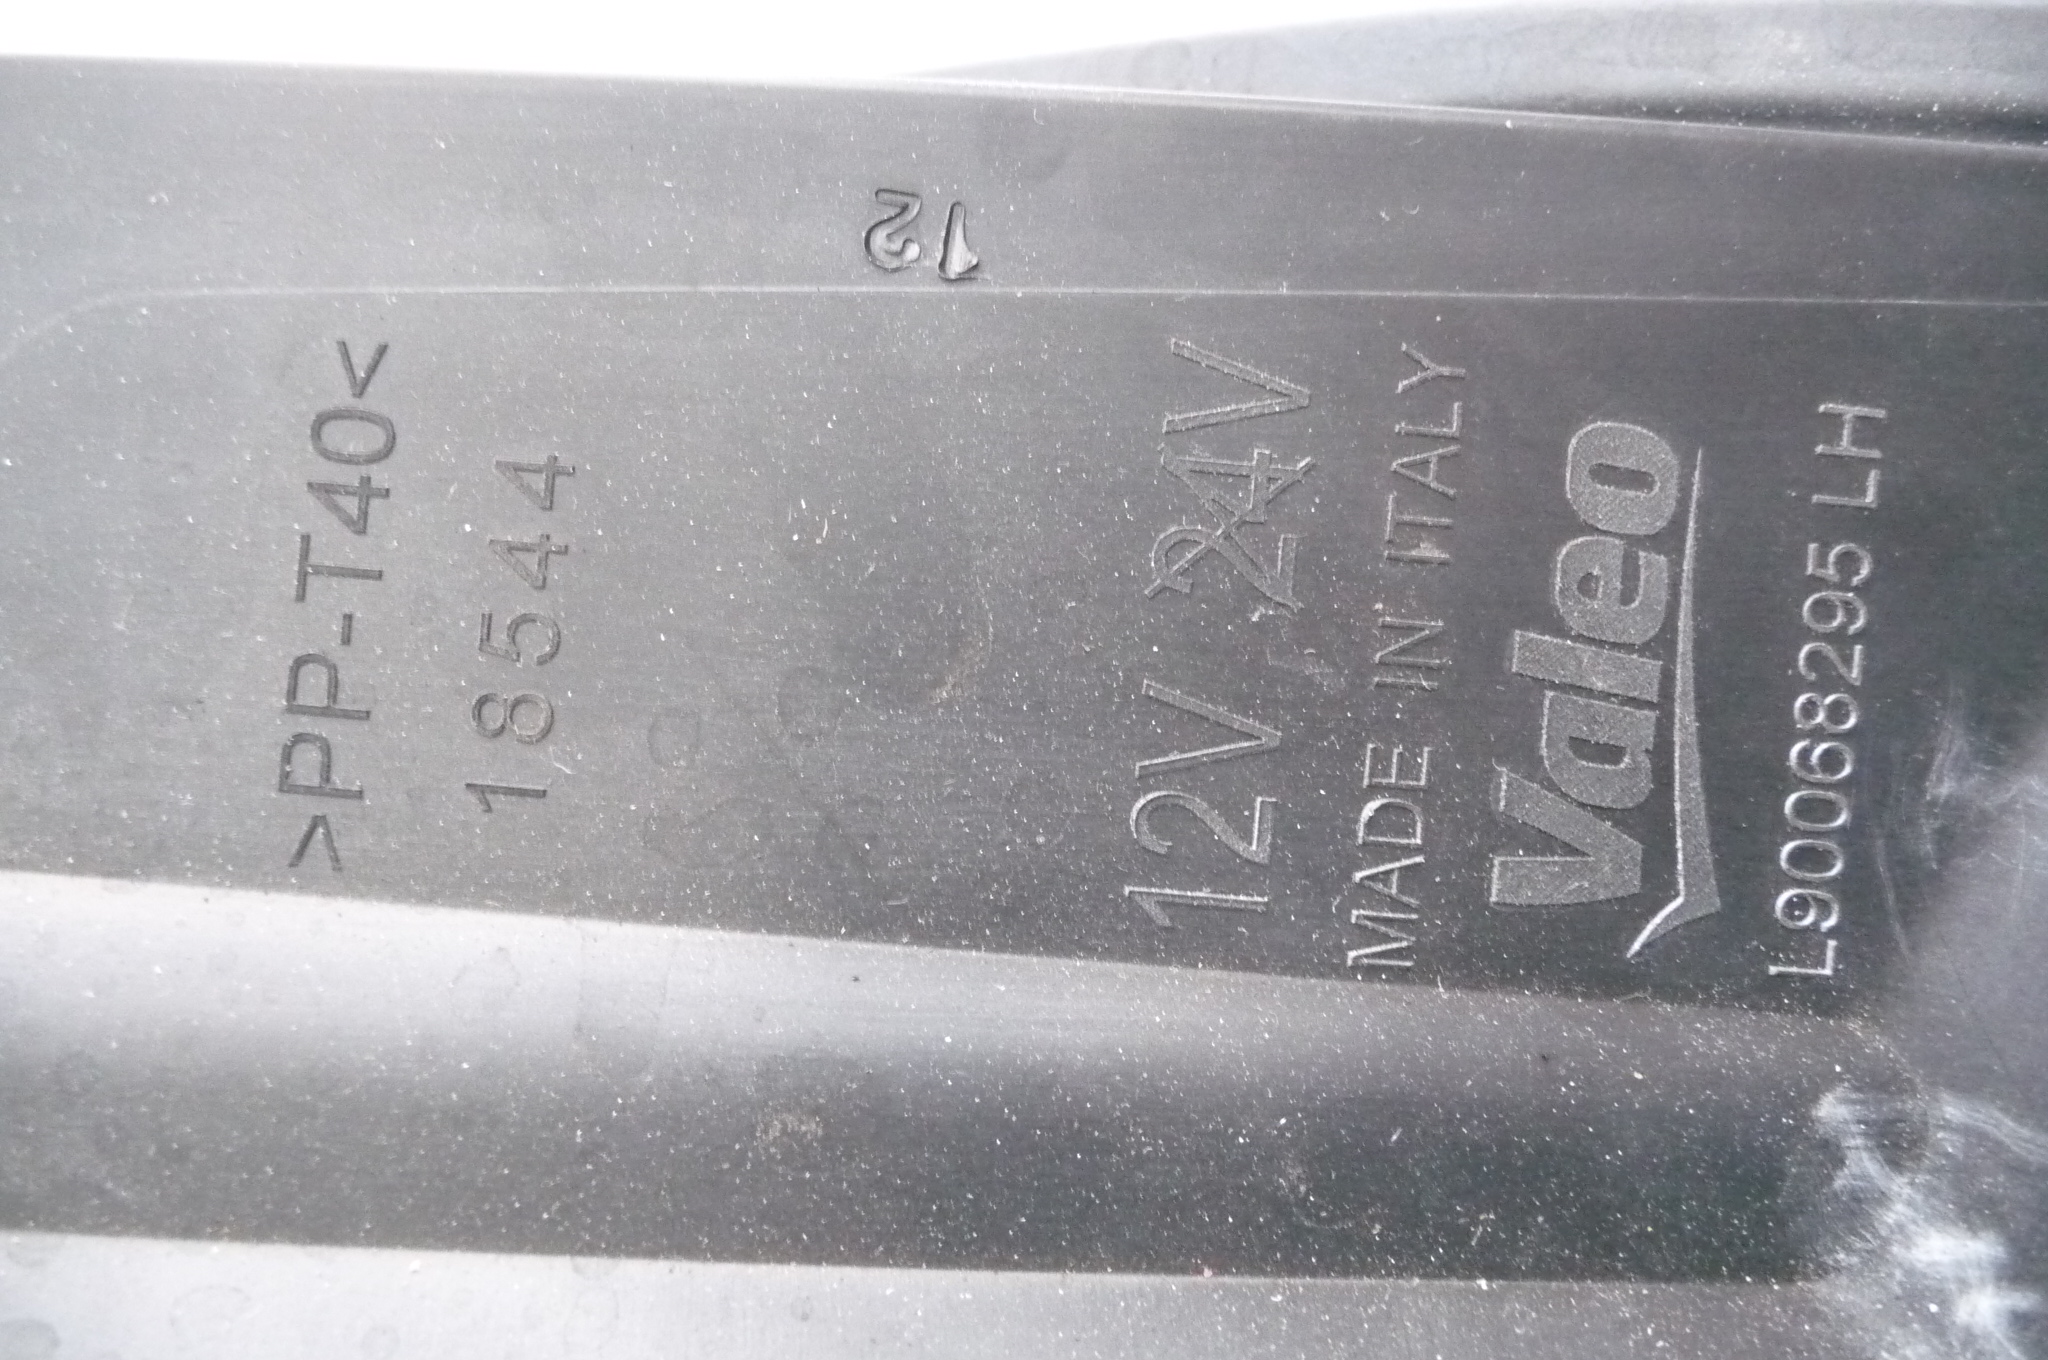 12
>PP-T40<
18544
12V 24V
MADE IN ITALY
Valeo
L90068295 LH